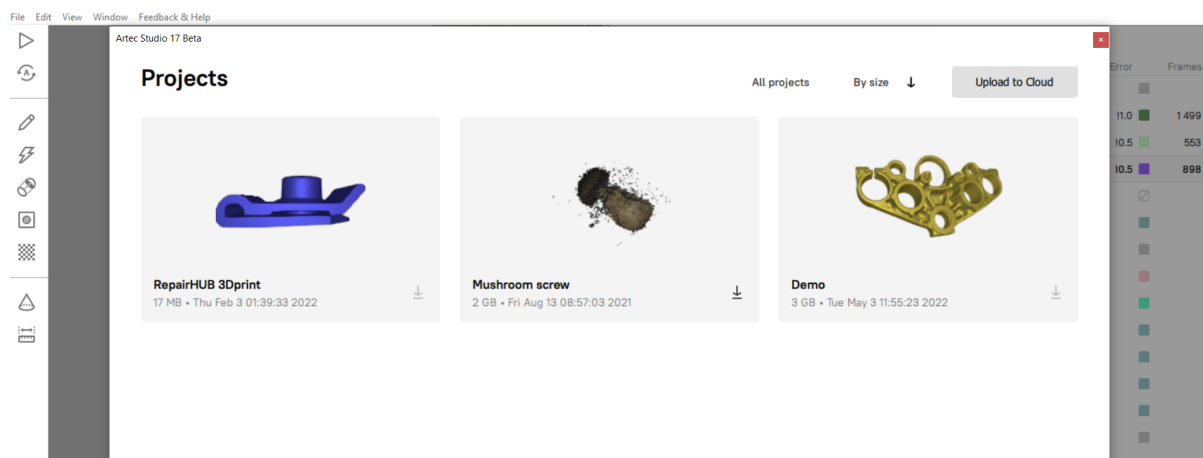 File Edit View Window Feedback & Help
Artec Studio 17 Beta
Projects
All projects By size Upload to Cloud
RepairHUB 3Dprint
17 MB • Thu Feb 3 01:39:33 2022
Mushroom screw
2 GB • Fri Aug 13 08:57:03 2021
Demo
3 GB • Tue May 3 11:55:23 2022
Error Frames
!1.0 1 499
!0.5 553
!0.5 898